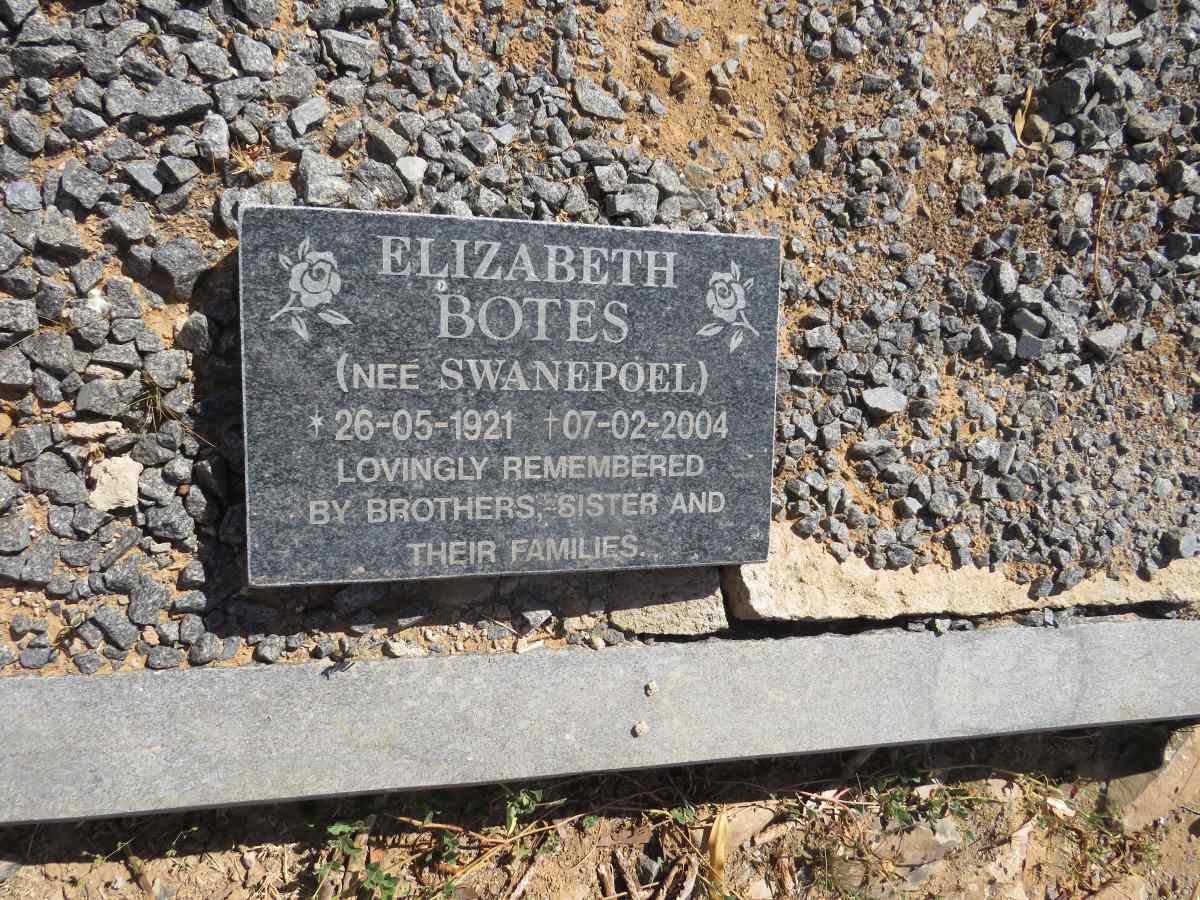 ELIZABETH
BOTES
(NEE SWANEPOEL)
* 26-05-1921 †07-02-2004
LOVINGLY REMEMBERED
BY BROTHERS, SISTER AND
THEIR FAMILIES.